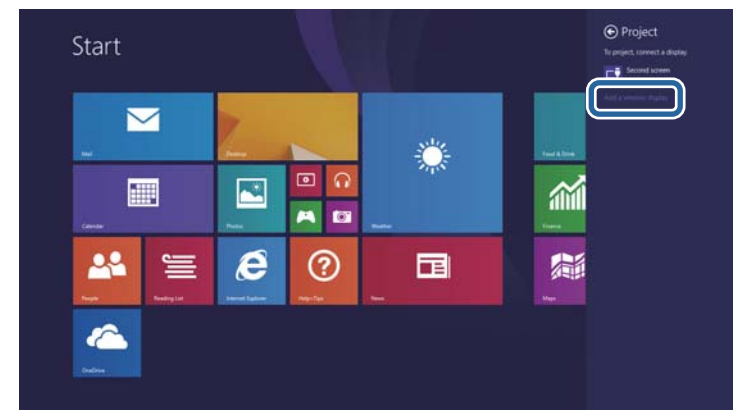 Start
Project
To project, connect a display.
Second screen
Add a wireless display
Mail
Desktop
Food & Drink
Calendar
Photos
Weather
Finance
People
Reading List
Internet Explorer
Help+Tips
News
Maps
OneDrive